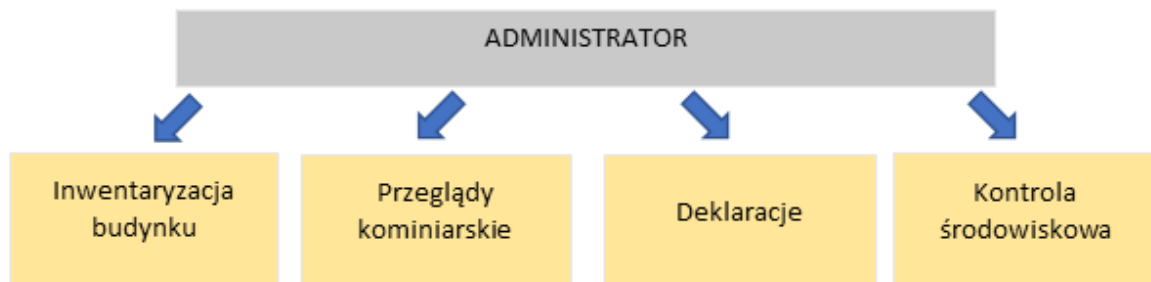 ADMINISTRATOR
Inwentaryzacja
budynku
Przeglądy
kominiarskie
Deklaracje
Kontrola
środowiskowa